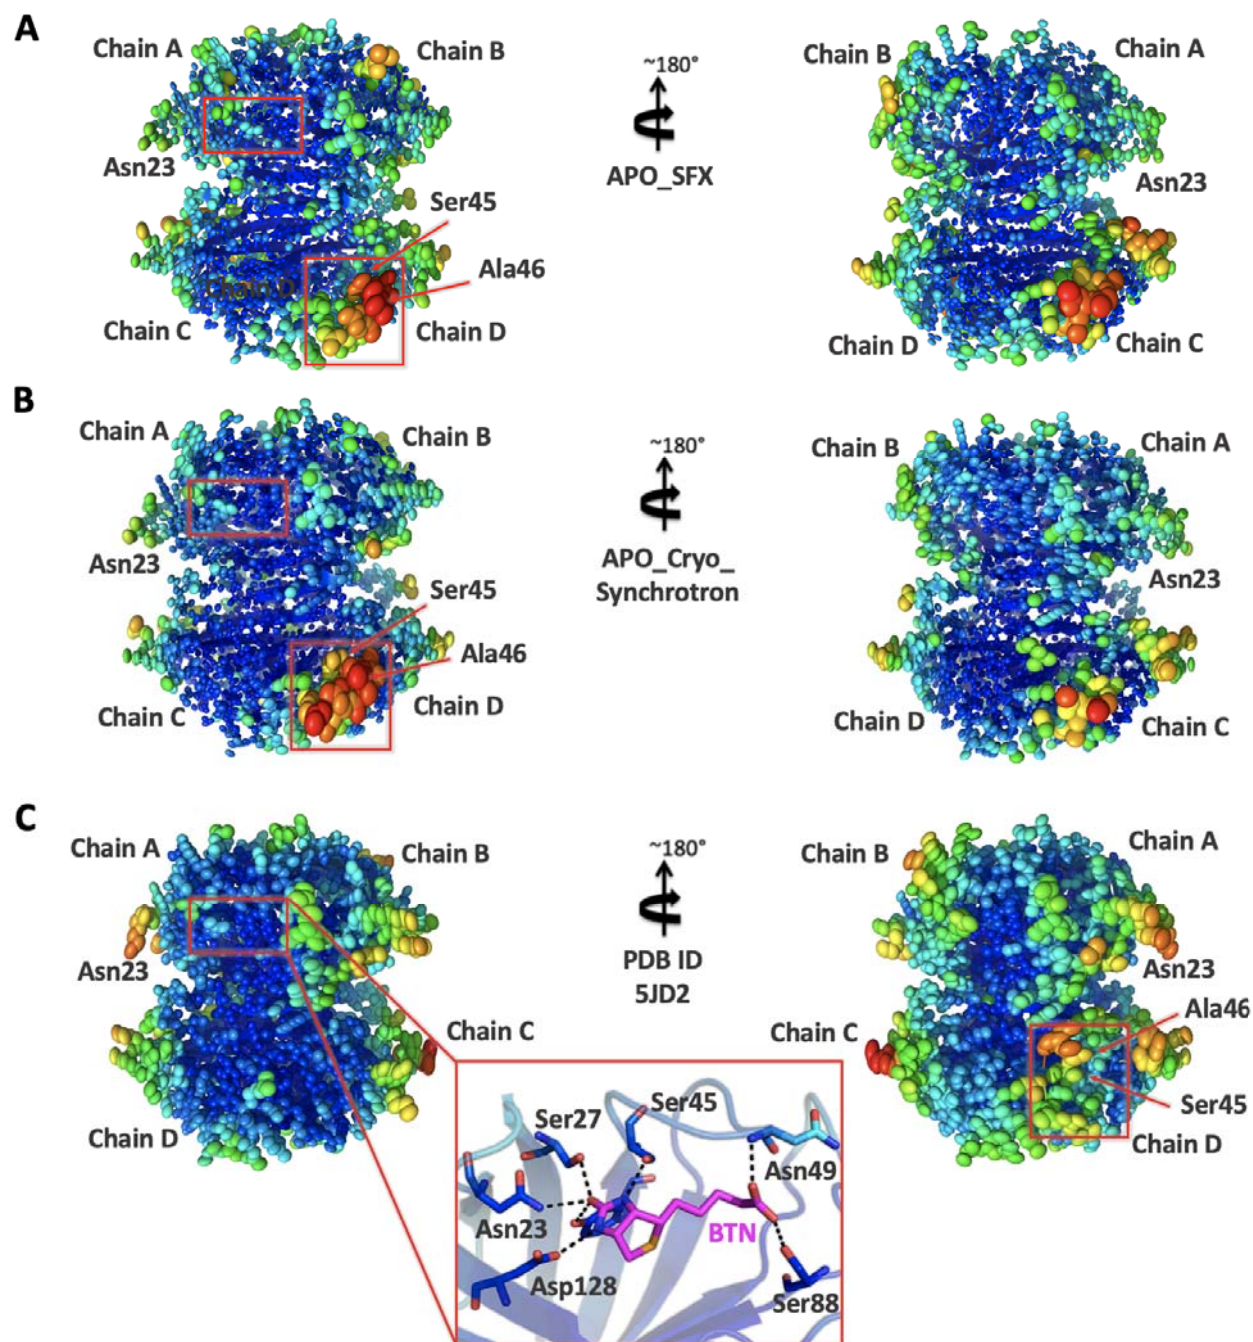 A
Chain A
Chain B
Asn23
Ser45
Ala46
Chain D
Chain C
Chain D
~180°
APO_SFX
Chain B
Chain A
Asn23
Chain D
Chain C
B
Chain A
Chain B
Asn23
Ser45
Ala46
Chain C
Chain D
~180°
APO_Cryo_
Synchrotron
Chain B
Chain A
Asn23
Chain D
Chain C
C
Chain A
Chain B
Asn23
Chain C
Chain D
~180°
PDB ID
5JD2
Chain B
Chain A
Asn23
Ala46
Chain C
Ser45
Chain D
Ser27
Ser45
Asn49
Asn23
BTN
Asp128
Ser88